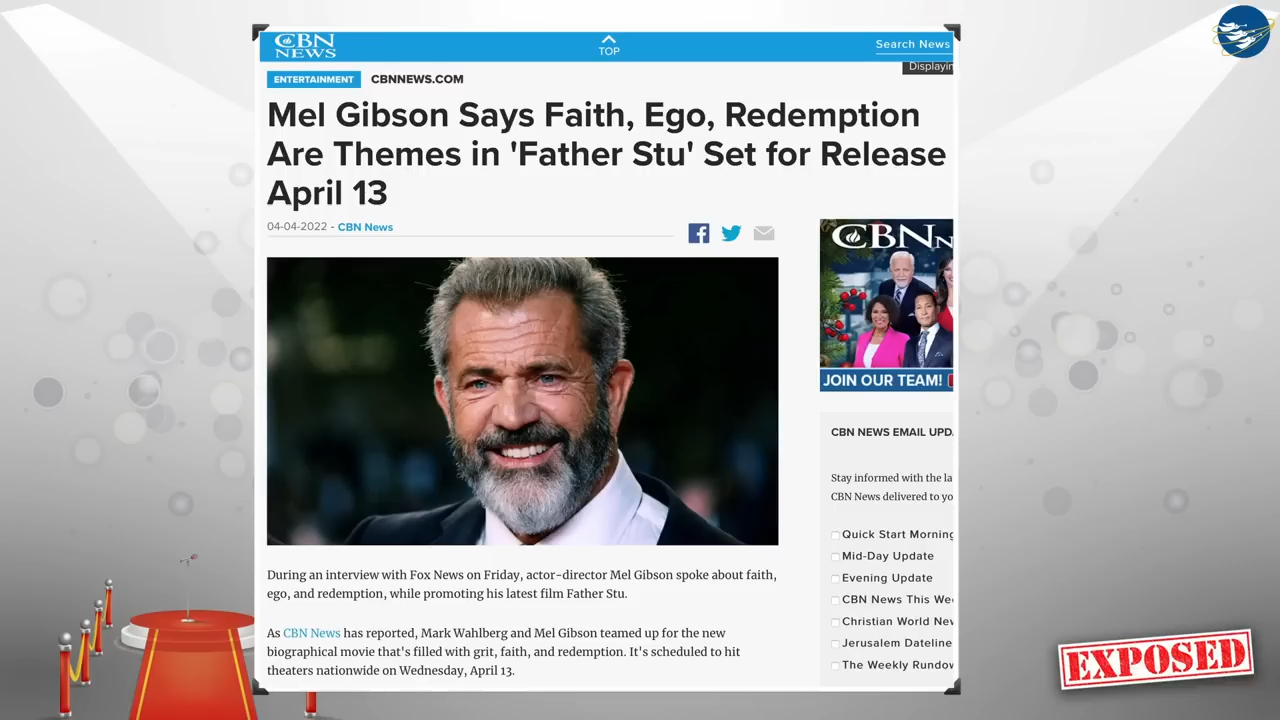 CBN
NEWS
TOP
Search News
ENTERTAINMENT CBNNEWS.COM
Mel Gibson Says Faith, Ego, Redemption
Are Themes in 'Father Stu' Set for Release
April 13
04-04-2022 - CBN News
During an interview with Fox News on Friday, actor-director Mel Gibson spoke about faith,
ego, and redemption, while promoting his latest film Father Stu.
As CBN News has reported, Mark Wahlberg and Mel Gibson teamed up for the new
biographical movie that's filled with grit, faith, and redemption. It's scheduled to hit
theaters nationwide on Wednesday, April 13.
Displayin
CBN
JOIN OUR TEAM!
CBN NEWS EMAIL UPD
Stay informed with the la
CBN News delivered to yo
Quick Start Morning
Mid-Day Update
Evening Update
CBN News This We
Christian World Nev
Jerusalem Dateline
The Weekly Rundov
EXPOSED